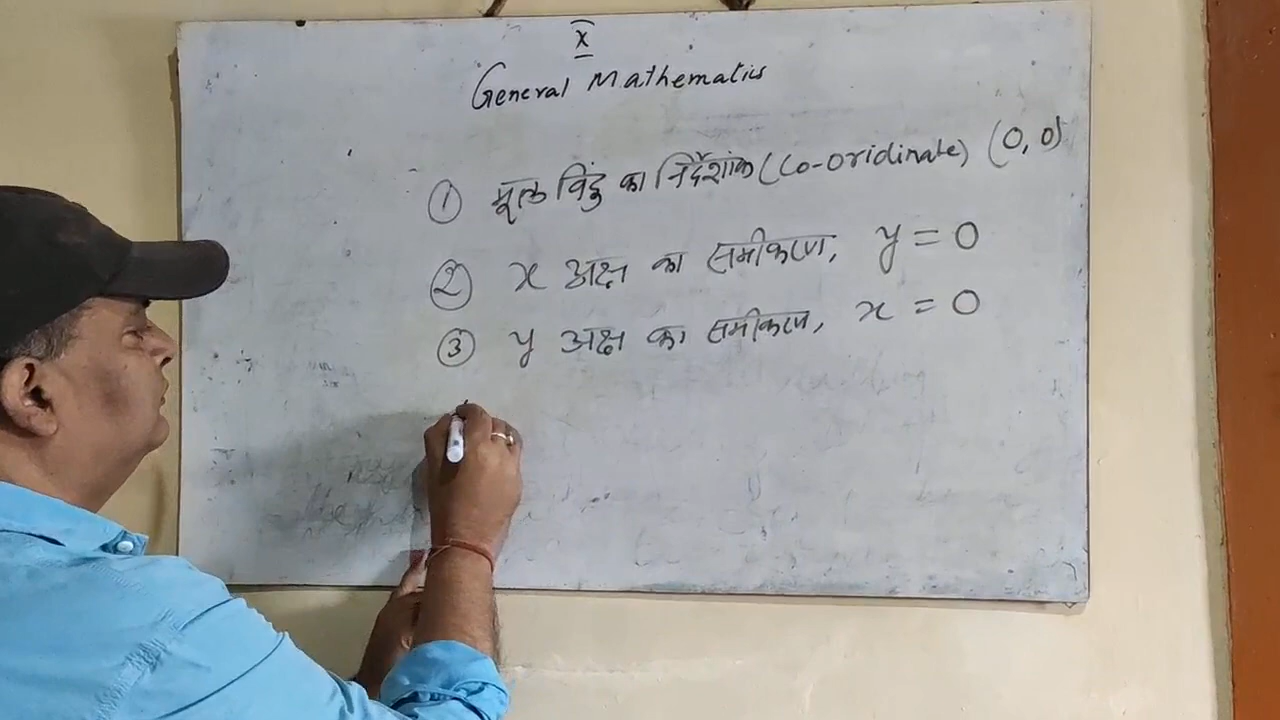 X
General Mathematics
① मूल विंदु का निर्देशांक (Co-oridinate) (0, 0)
② x अक्ष का समीकरण, y = 0
③ y अक्ष का समीकरण, x = 0